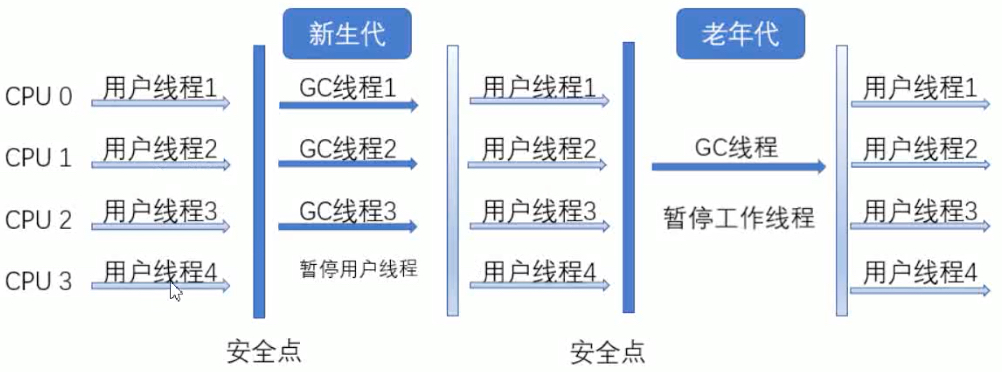 新生代
老年代
CPU 0 用户线程1 GC线程1 用户线程1 用户线程1
CPU 1 用户线程2 GC线程2 用户线程2 GC线程 用户线程2
CPU 2 用户线程3 GC线程3 用户线程3 暂停工作线程 用户线程3
CPU 3 用户线程4 暂停用户线程 用户线程4 用户线程4
安全点
安全点